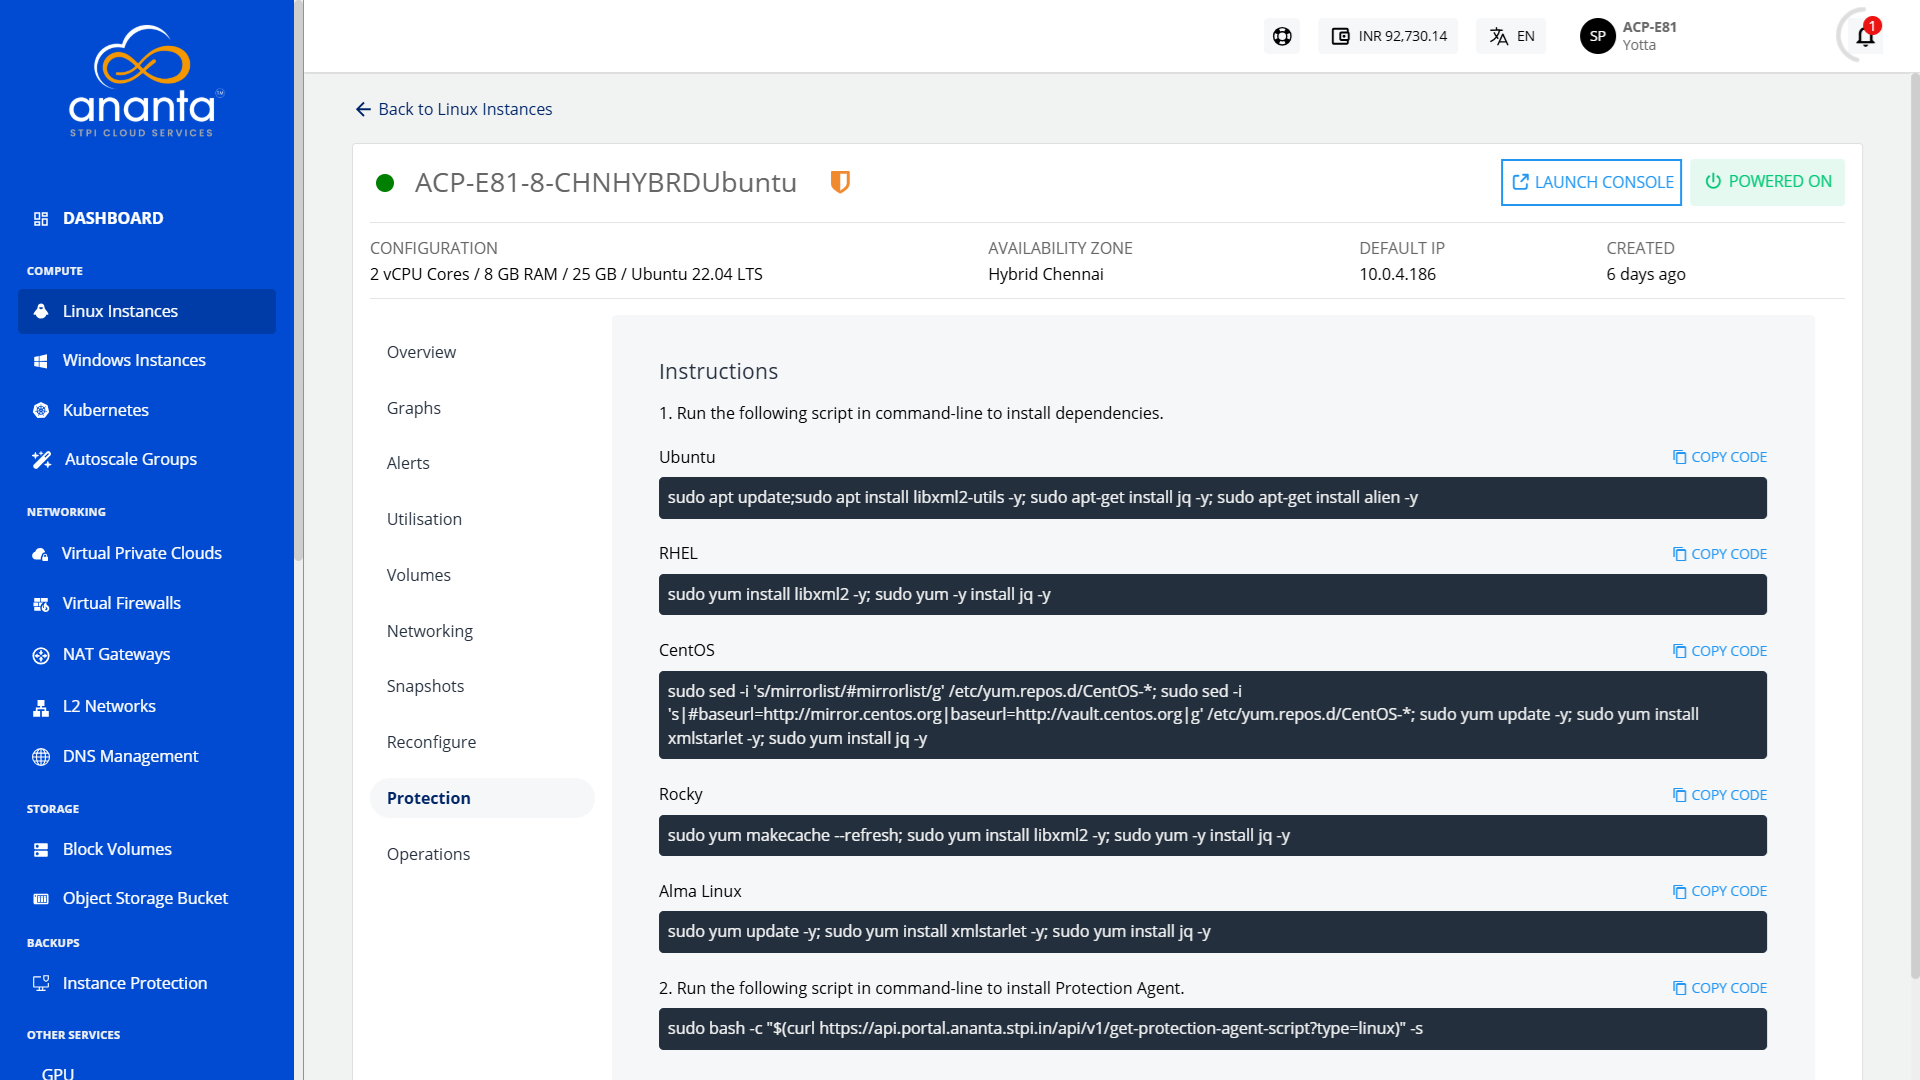 ananta
TM
STPI CLOUD SERVICES
DASHBOARD
COMPUTE
Linux Instances
Windows Instances
Kubernetes
Autoscale Groups
NETWORKING
Virtual Private Clouds
Virtual Firewalls
NAT Gateways
L2 Networks
DNS Management
STORAGE
Block Volumes
Object Storage Bucket
BACKUPS
Instance Protection
OTHER SERVICES
GPU
INR 92,730.14
EN
SP
ACP-E81
Yotta
1
Back to Linux Instances
ACP-E81-8-CHNHYBRDUbuntu
LAUNCH CONSOLE
POWERED ON
CONFIGURATION
2 vCPU Cores / 8 GB RAM / 25 GB / Ubuntu 22.04 LTS
AVAILABILITY ZONE
Hybrid Chennai
DEFAULT IP
10.0.4.186
CREATED
6 days ago
Overview
Graphs
Alerts
Utilisation
Volumes
Networking
Snapshots
Reconfigure
Protection
Operations
Instructions
1. Run the following script in command-line to install dependencies.
Ubuntu
COPY CODE
sudo apt update;sudo apt install libxml2-utils -y; sudo apt-get install jq -y; sudo apt-get install alien -y
RHEL
COPY CODE
sudo yum install libxml2 -y; sudo yum -y install jq -y
CentOS
COPY CODE
sudo sed -i 's/mirrorlist/#mirrorlist/g' /etc/yum.repos.d/CentOS-*; sudo sed -i
's|#baseurl=http://mirror.centos.org|baseurl=http://vault.centos.org|g' /etc/yum.repos.d/CentOS-*; sudo yum update -y; sudo yum install
xmlstarlet -y; sudo yum install jq -y
Rocky
COPY CODE
sudo yum makecache --refresh; sudo yum install libxml2 -y; sudo yum -y install jq -y
Alma Linux
COPY CODE
sudo yum update -y; sudo yum install xmlstarlet -y; sudo yum install jq -y
2. Run the following script in command-line to install Protection Agent.
COPY CODE
sudo bash -c "$(curl https://api.portal.ananta.stpi.in/api/v1/get-protection-agent-script?type=linux)" -s